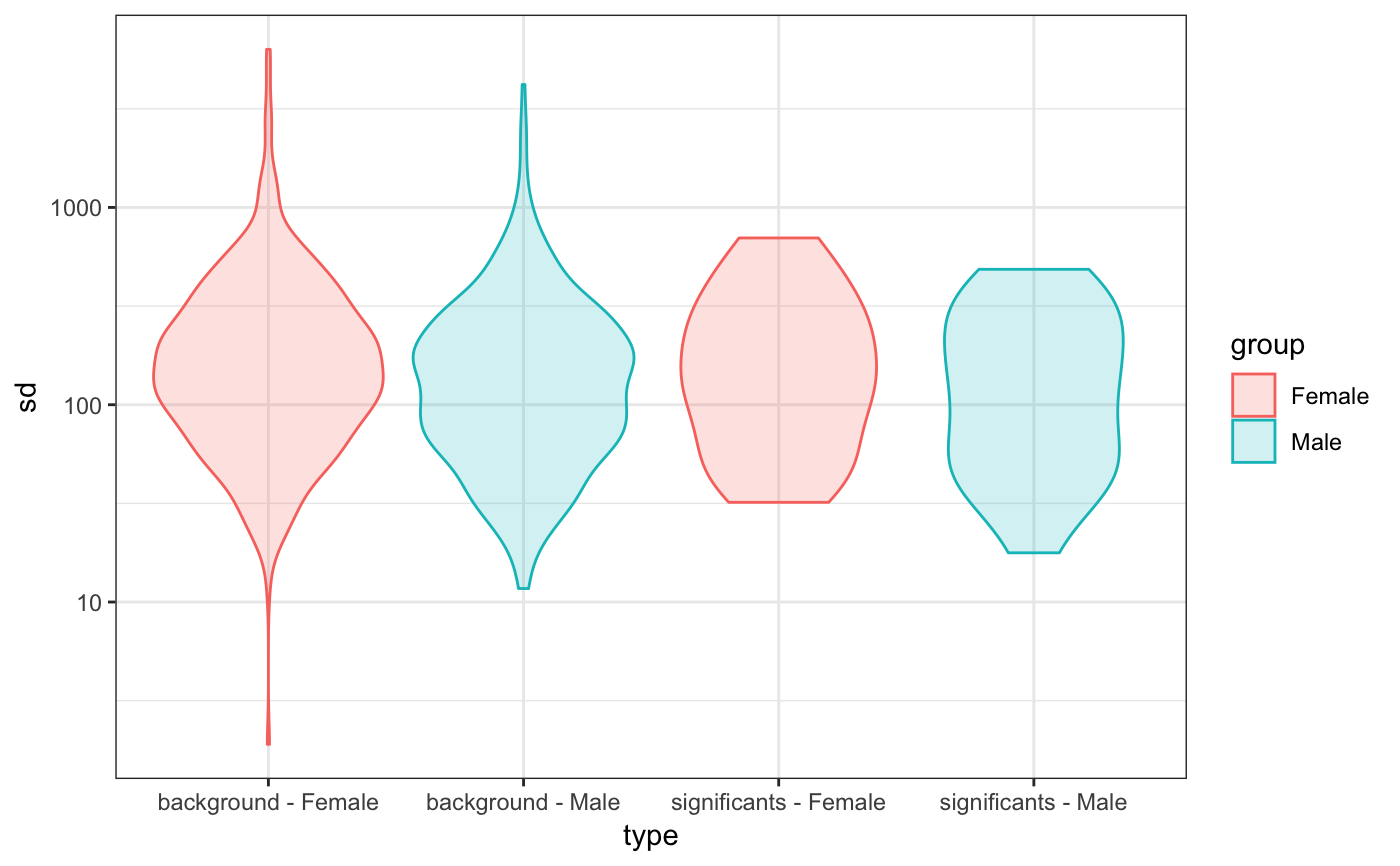 sd
1000
100
10
background - Female
background - Male
significants - Female
significants - Male
type
group
Female
Male